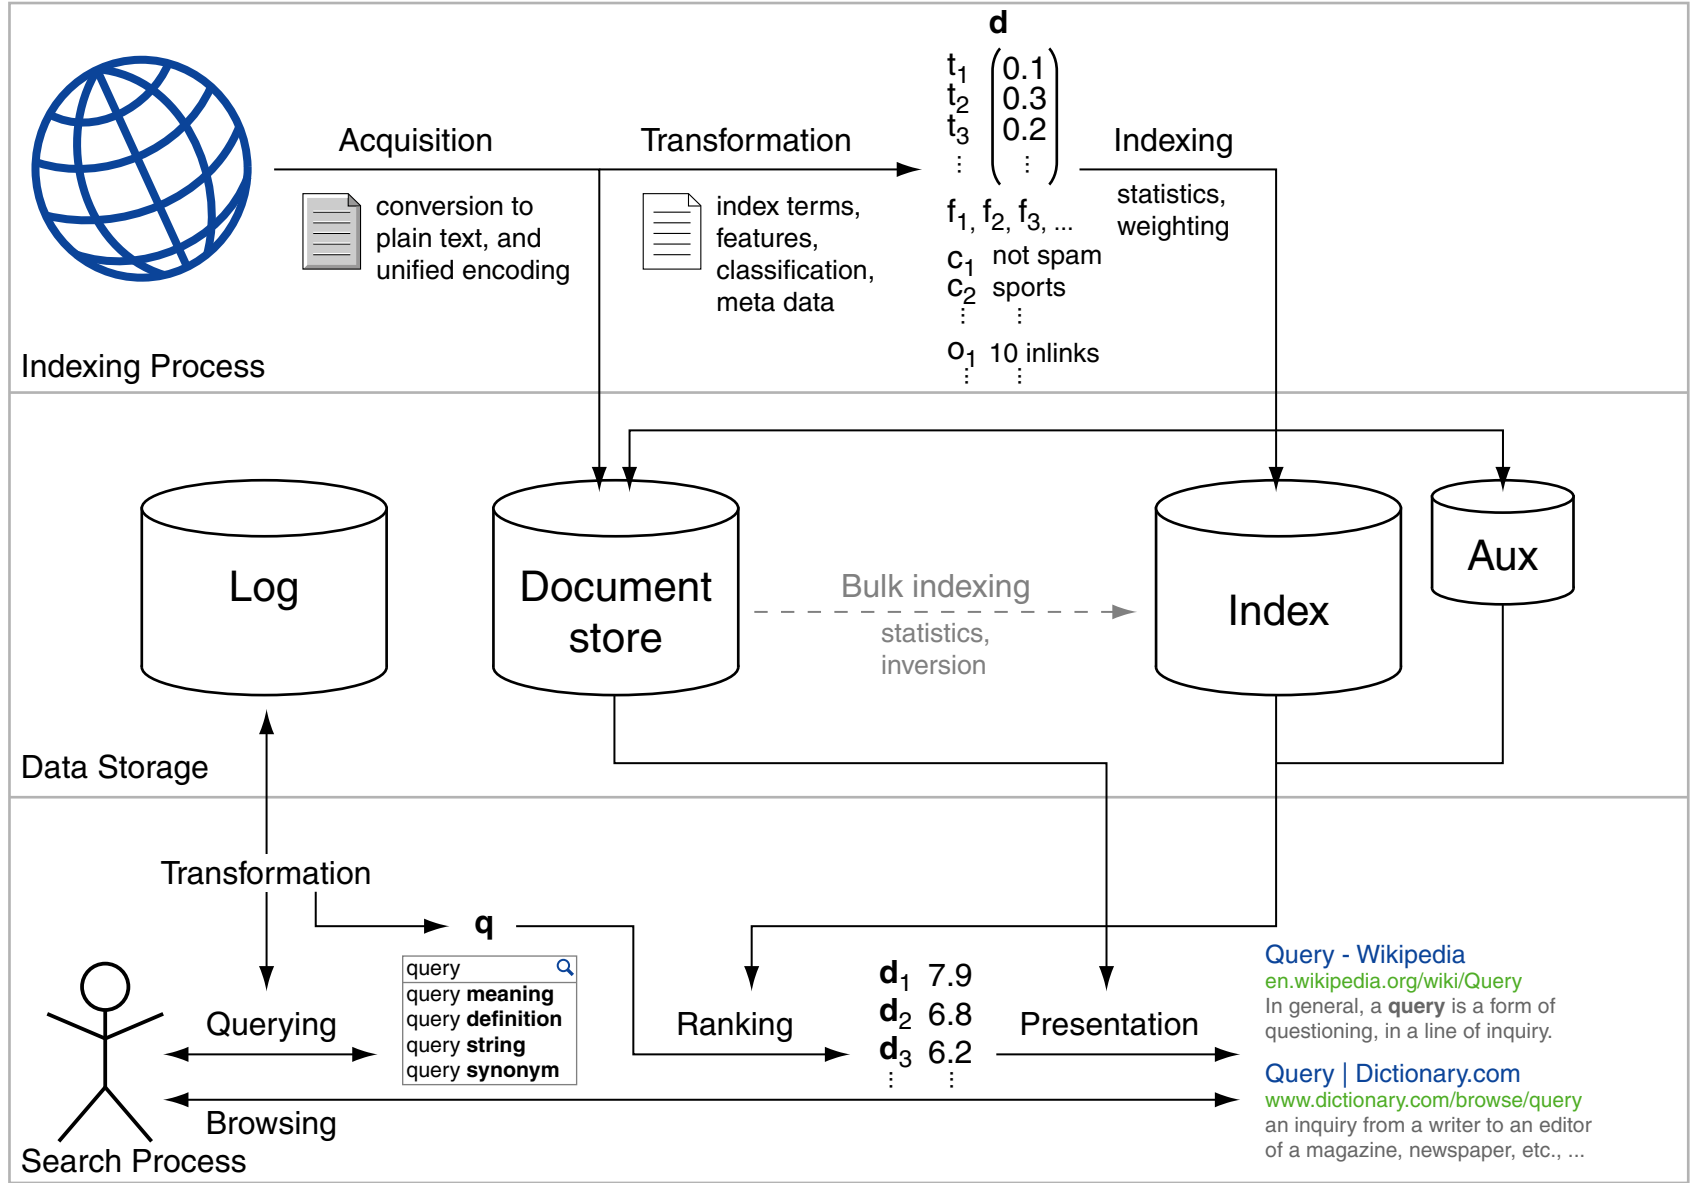 d
t1 0.1
t2 0.3
t3 0.2
⋮ ⋮
Acquisition
Transformation
Indexing
conversion to
plain text, and
unified encoding
index terms,
features,
classification,
meta data
statistics,
weighting
f1, f2, f3, ...
c1 not spam
c2 sports
⋮ ⋮
o1 10 inlinks
⋮ ⋮
Indexing Process
Log
Document
store
Bulk indexing
statistics,
inversion
Index
Aux
Data Storage
Transformation
q
query
query meaning
query definition
query string
query synonym
Querying
Ranking
d1 7.9
d2 6.8
d3 6.2
⋮ ⋮
Presentation
Query - Wikipedia
en.wikipedia.org/wiki/Query
In general, a query is a form of
questioning, in a line of inquiry.
Query | Dictionary.com
www.dictionary.com/browse/query
an inquiry from a writer to an editor
of a magazine, newspaper, etc., ...
Browsing
Search Process